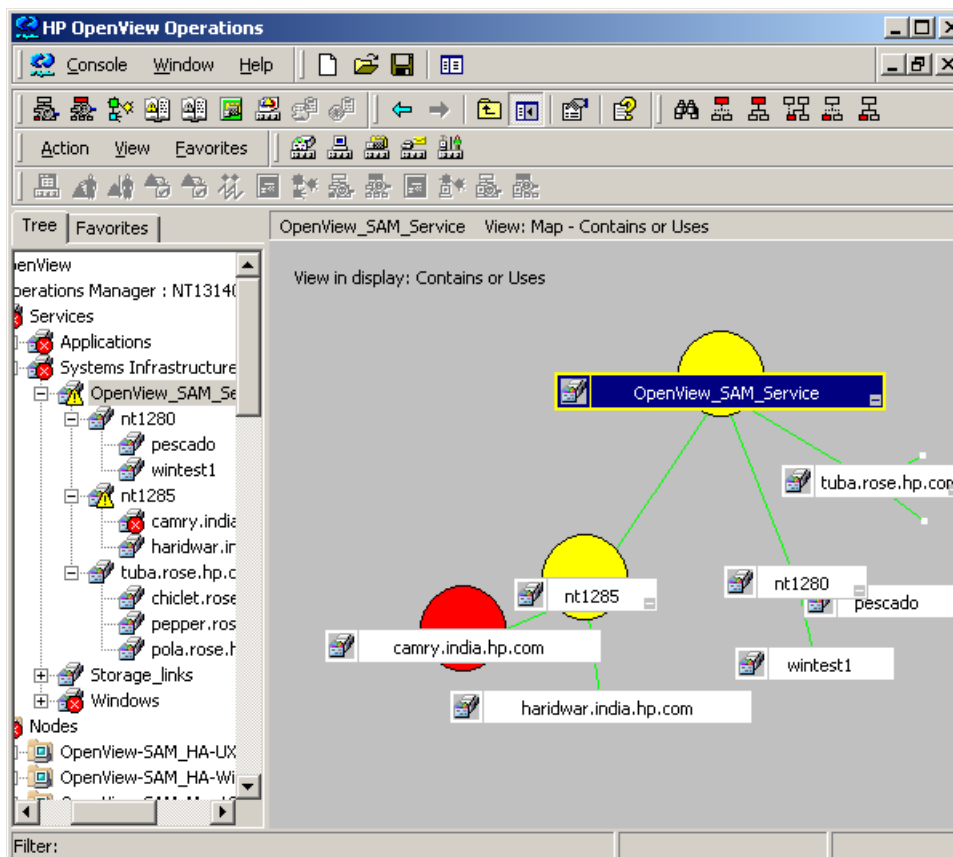 HP OpenView Operations
Console Window Help
Action View Favorites
Tree Favorites
OpenView_SAM_Service View: Map - Contains or Uses
enView
perations Manager : NT1314
Services
Applications
Systems Infrastructure
OpenView_SAM_Se
nt1280
pescado
wintest1
nt1285
camry.india
haridwar.in
tuba.rose.hp.c
chiclet.rose
pepper.ros
pola.rose.h
Storage_links
Windows
Nodes
OpenView-SAM_HA-UX
OpenView-SAM_HA-Wi
View in display: Contains or Uses
OpenView_SAM_Service
tuba.rose.hp.com
nt1285
nt1280
pescado
camry.india.hp.com
wintest1
haridwar.india.hp.com
Filter: